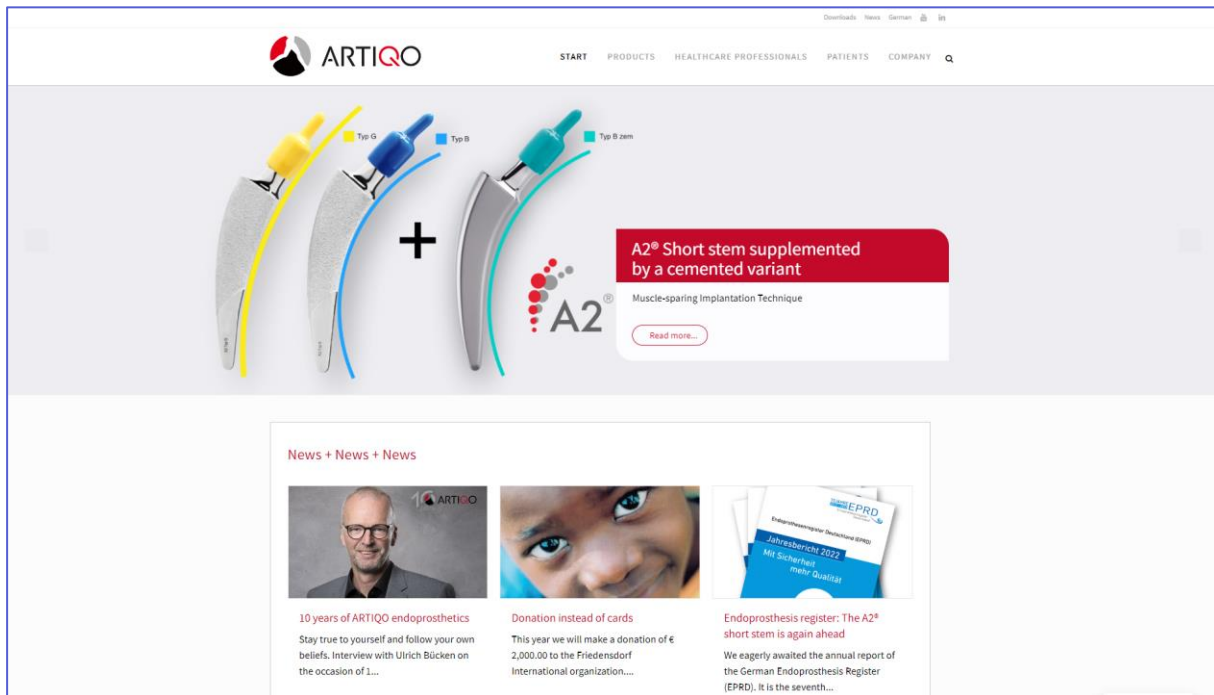 Downloads News German
ARTIQO
START PRODUCTS HEALTHCARE PROFESSIONALS PATIENTS COMPANY
Typ G
Typ B
Typ B zem
+
A2® Short stem supplemented
by a cemented variant
A2®
Muscle-sparing Implantation Technique
Read more...
News + News + News
10 ARTIQO
EPRD
Endoprothesenregister Deutschland (EPRD)
Jahresbericht 2022
Mit Sicherheit
mehr Qualität
10 years of ARTIQO endoprosthetics
Stay true to yourself and follow your own
beliefs. Interview with Ulrich Bücken on
the occasion of 1...
Donation instead of cards
This year we will make a donation of €
2,000.00 to the Friedensdorf
International organization....
Endoprosthesis register: The A2®
short stem is again ahead
We eagerly awaited the annual report of
the German Endoprosthesis Register
(EPRD). It is the seventh...